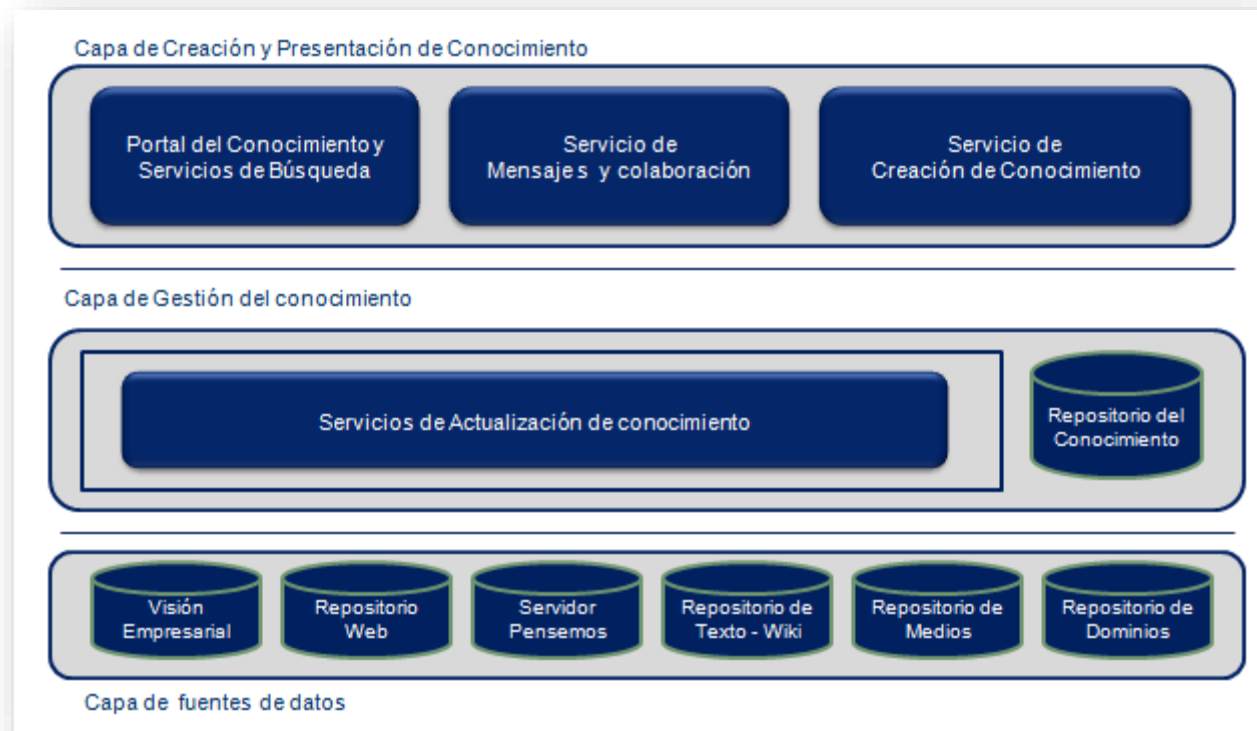 Capa de Creación y Presentación de Conocimiento
Portal del Conocimiento y
Servicios de Búsqueda
Servicio de
Mensajes y colaboración
Servicio de
Creación de Conocimiento
Capa de Gestión del conocimiento
Servicios de Actualización de conocimiento
Repositorio del
Conocimiento
Visión
Empresarial
Repositorio
Web
Servidor
Pensemos
Repositorio de
Texto - Wiki
Repositorio de
Medios
Repositorio de
Dominios
Capa de fuentes de datos